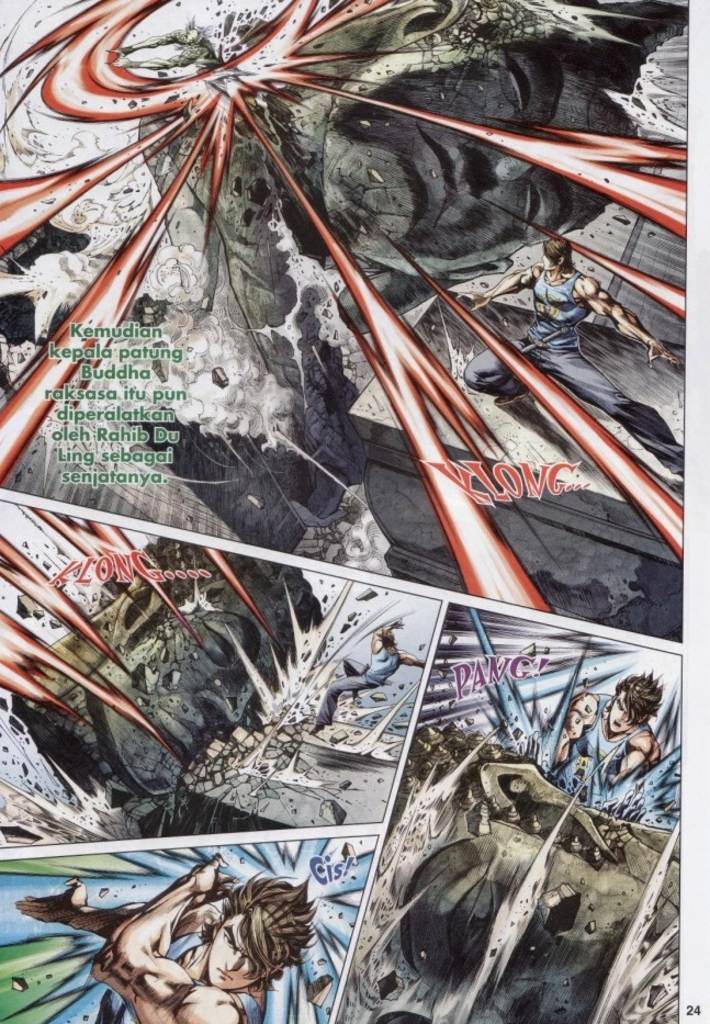 Kemudian
kepala patung
Buddha
raksasa itu pun
diperalatkan
oleh Rahib Du
Ling sebagai
senjatanya.
KLONG...
KLONG....
PANG!
Cis!
24